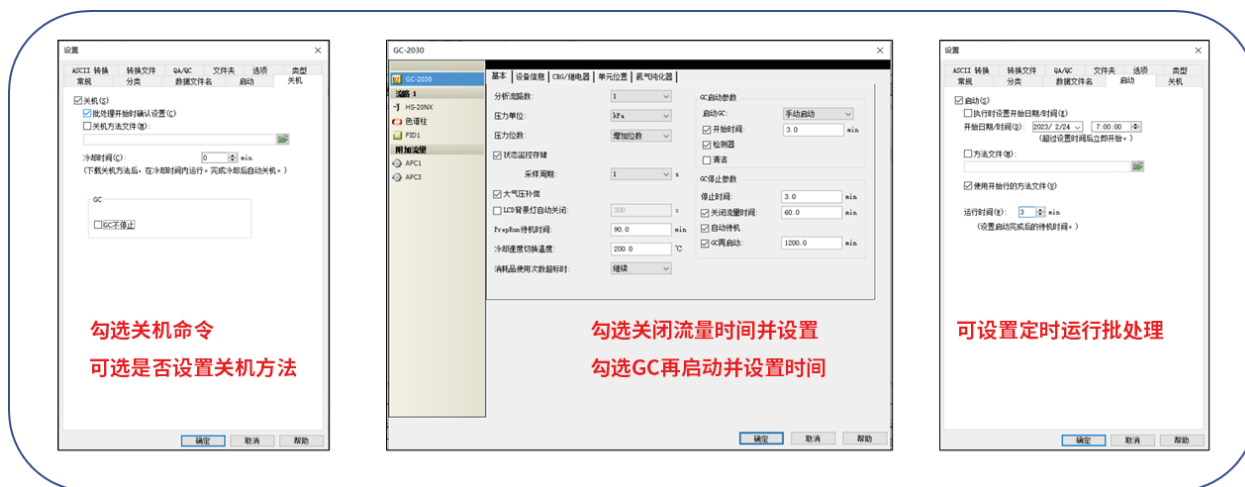 设置
ASCII 转换 转换文件 QA/QC 文件夹 选项 类型
常规 分类 数据文件名 启动 关机
关机(S)
批处理开始时确认设置(C)
关机方法文件(M):
冷却时间(C): 0 min
(下载关机方法后，在冷却时间内运行。完成冷却后自动关机。)
GC
GC不停止
勾选关机命令
可选是否设置关机方法
确定 取消 帮助
GC-2030
GC-2030
流路 1
HS-20NX
色谱柱
FID1
附加流量
APC1
APC3
基本 设备信息 CRG/继电器 单元位置 氦气纯化器
分析流路数: 1
压力单位: kPa
压力位数: 增加位数
状态监控存储
采样周期: 1 s
大气压补偿
LCD背景灯自动关闭: 300 s
PrepRun待机时间: 90.0 min
冷却速度切换温度: 200.0 ℃
消耗品使用次数超标时: 继续
GC启动参数
启动GC: 手动启动
开始时间: 3.0 min
检测器
清洁
GC停止参数
停止时间: 3.0 min
关闭流量时间: 60.0 min
自动待机
GC再启动: 1200.0 min
勾选关闭流量时间并设置
勾选GC再启动并设置时间
确定 取消 帮助
设置
ASCII 转换 转换文件 QA/QC 文件夹 选项 类型
常规 分类 数据文件名 启动 关机
启动(S)
执行时设置开始日期/时间(E)
开始日期/时间(D): 2023/ 2/24 7:00:00
(超过设置时间后立即开始。)
方法文件(M):
使用开始行的方法文件(U)
运行时间(W): 3 min
(设置启动完成后的待机时间。)
可设置定时运行批处理
确定 取消 帮助